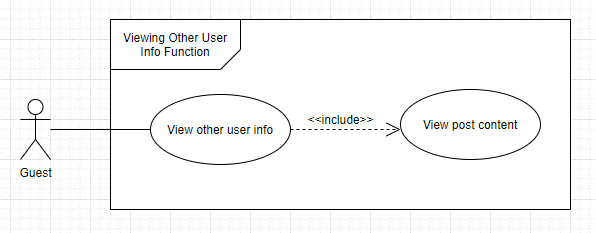 Viewing Other User
Info Function
<<include>>
View other user info
View post content
Guest